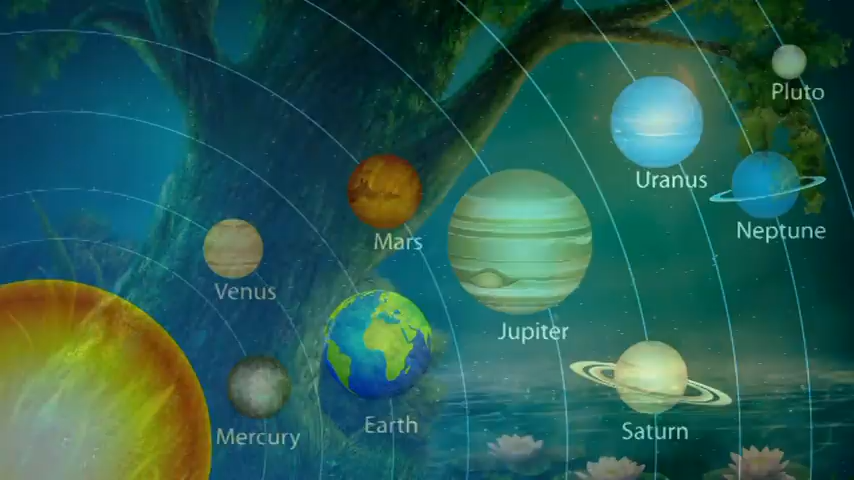 Pluto
Uranus
Neptune
Mars
Venus
Jupiter
Earth
Saturn
Mercury